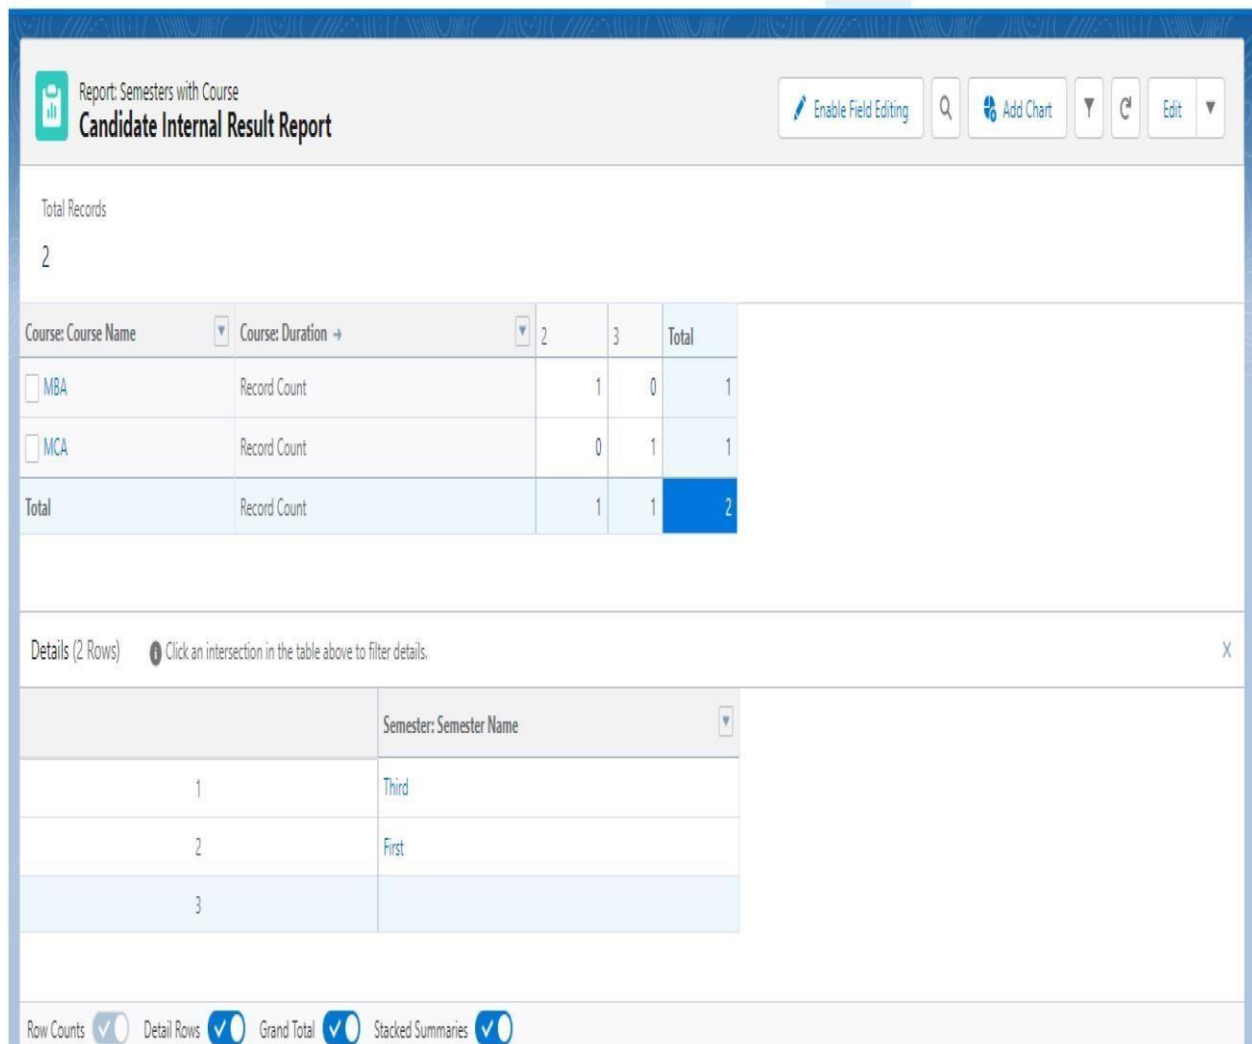 Report: Semesters with Course
Candidate Internal Result Report
Enable Field Editing
Add Chart
Edit
Total Records
2
Course: Course Name Course: Duration → 2 3 Total
MBA Record Count 1 0 1
MCA Record Count 0 1 1
Total Record Count 1 1 2
Details (2 Rows) Click an intersection in the table above to filter details. X
Semester: Semester Name
1 Third
2 First
3
Row Counts Detail Rows Grand Total Stacked Summaries